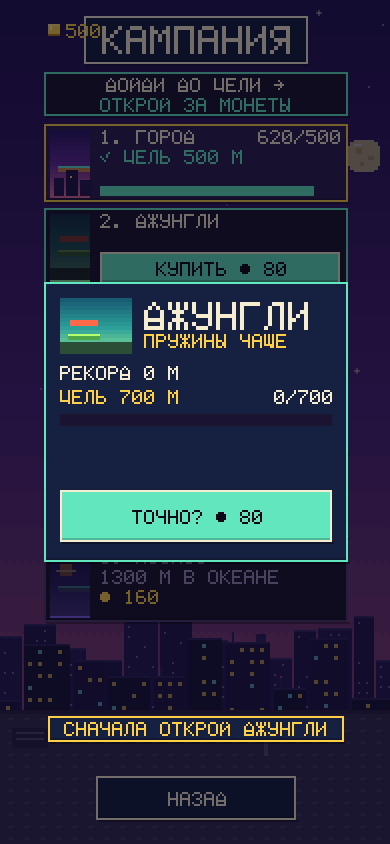 500
КАМПАНИЯ
ДОЙДИ ДО ЦЕЛИ →
ОТКРОЙ ЗА МОНЕТЫ
1. ГОРОД 620/500
✓ ЦЕЛЬ 500 М
2. ДЖУНГЛИ
КУПИТЬ ● 80
ДЖУНГЛИ
ПРУЖИНЫ ЧАЩЕ
РЕКОРД 0 М
ЦЕЛЬ 700 М 0/700
ТОЧНО? ● 80
1300 М В ОКЕАНЕ
● 160
СНАЧАЛА ОТКРОЙ ДЖУНГЛИ
НАЗАД